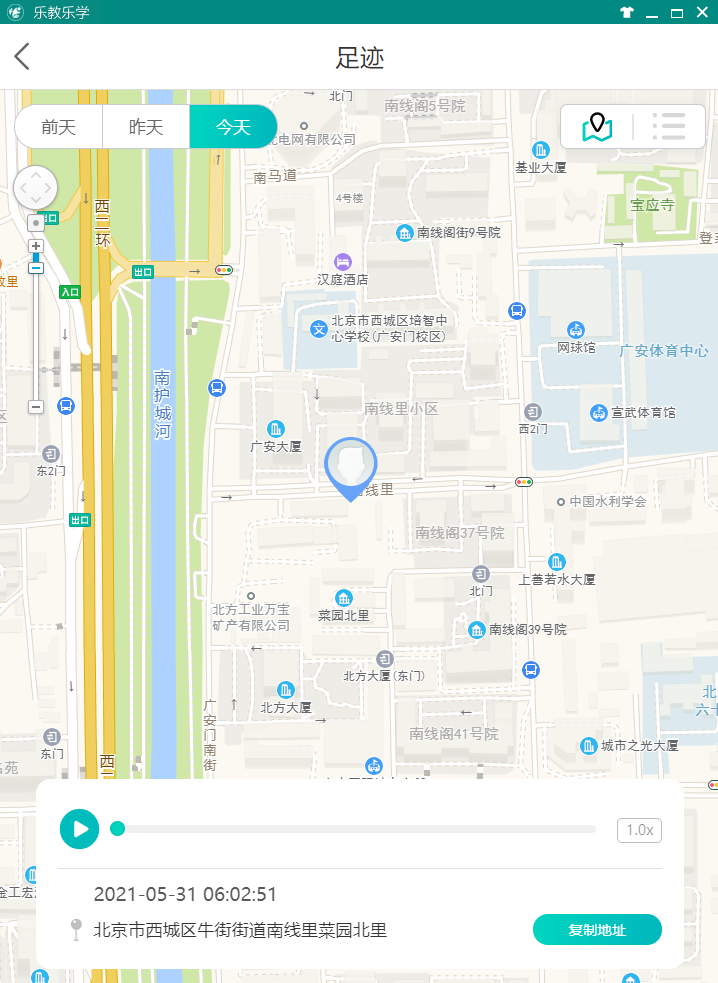 乐教乐学
足迹
前天
昨天
今天
北门
南线阁5号院
北电网有限公司
南马道
基业大厦
4号楼
宝应寺
西二环
出口
南线阁街9号院
出口
汉庭酒店
入口
北京市西城区培智中
心学校(广安门校区)
文
网球馆
广安体育中心
南护城河
南线里小区
宣武体育馆
西2门
广安大厦
东2门
线里
中国水利学会
出口
南线阁37号院
上善若水大厦
北门
北方工业万宝
矿产有限公司
菜园北里
南线阁39号院
北方大厦(东门)
北方大厦
广安门南街
南线阁41号院
东门
城市之光大厦
西二
1.0x
2021-05-31 06:02:51
北京市西城区牛街街道南线里菜园北里
复制地址